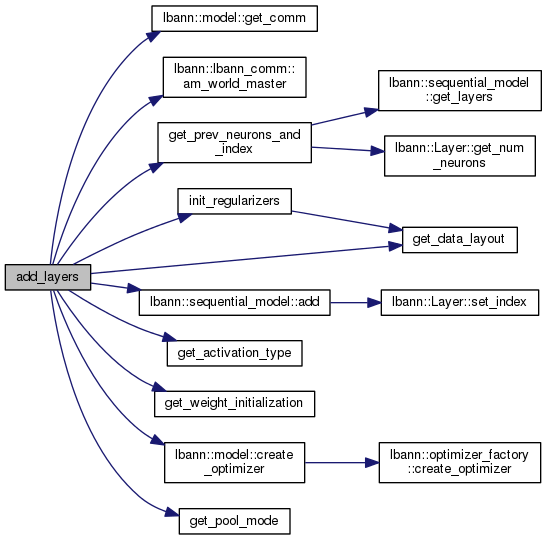 lbann::model::get_comm
lbann::lbann_comm::
am_world_master
lbann::sequential_model
::get_layers
get_prev_neurons_and
_index
lbann::Layer::get_num
_neurons
init_regularizers
get_data_layout
add_layers
lbann::sequential_model::add
lbann::Layer::set_index
get_activation_type
get_weight_initialization
lbann::model::create
_optimizer
lbann::optimizer_factory
::create_optimizer
get_pool_mode